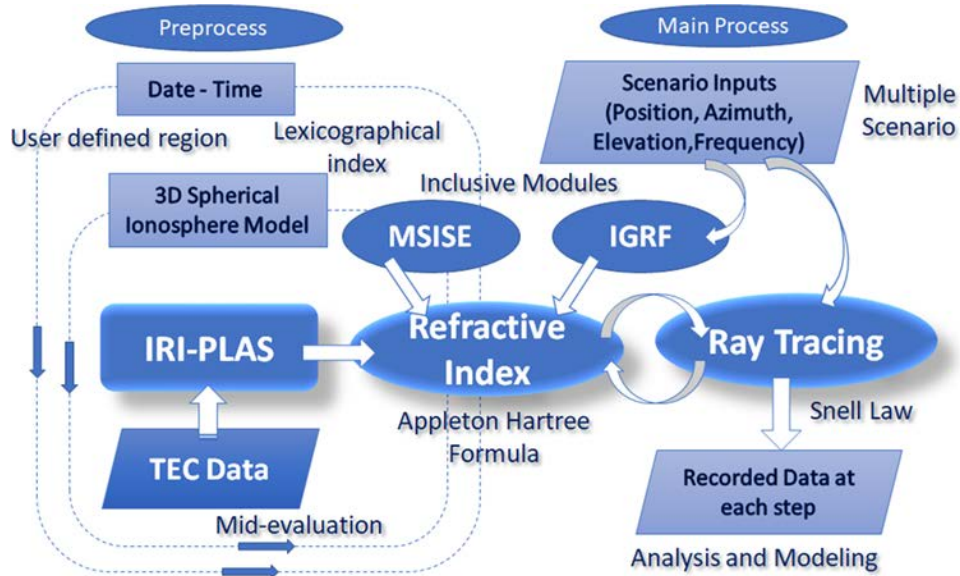 Preprocess
Main Process
Date - Time
Scenario Inputs
(Position, Azimuth,
Elevation,Frequency)
Multiple
Scenario
User defined region
Lexicographical
index
3D Spherical
Ionosphere Model
Inclusive Modules
MSISE
IGRF
IRI-PLAS
Refractive
Index
Ray Tracing
Appleton Hartree
Formula
Snell Law
TEC Data
Recorded Data at
each step
Mid-evaluation
Analysis and Modeling